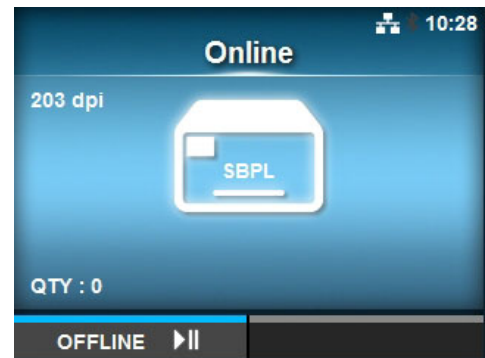 10:28
Online
203 dpi
SBPL
QTY : 0
OFFLINE